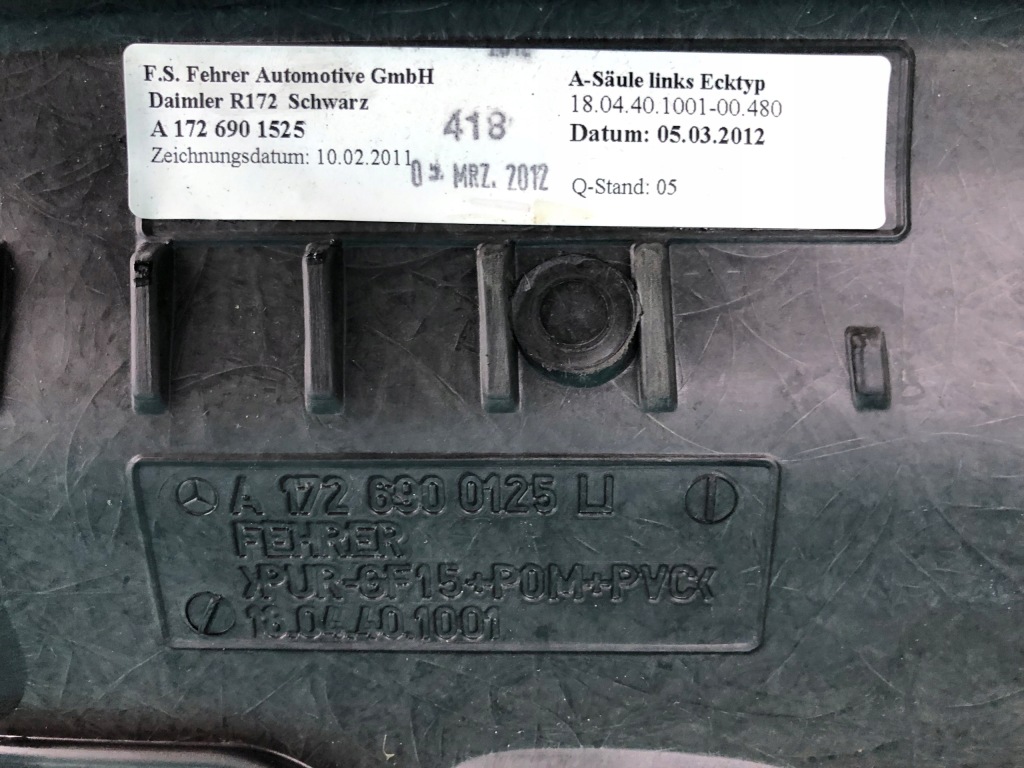 F.S. Fehrer Automotive GmbH
Daimler R172 Schwarz
A 172 690 1525
Zeichnungsdatum: 10.02.2011
418
MRZ. 2012
A-Säule links Ecktyp
18.04.40.1001-00.480
Datum: 05.03.2012
Q-Stand: 05
A 172 690 0125 LI
FEHRER
>PUR-GF15+POM+PVC<
18.04.40.1001